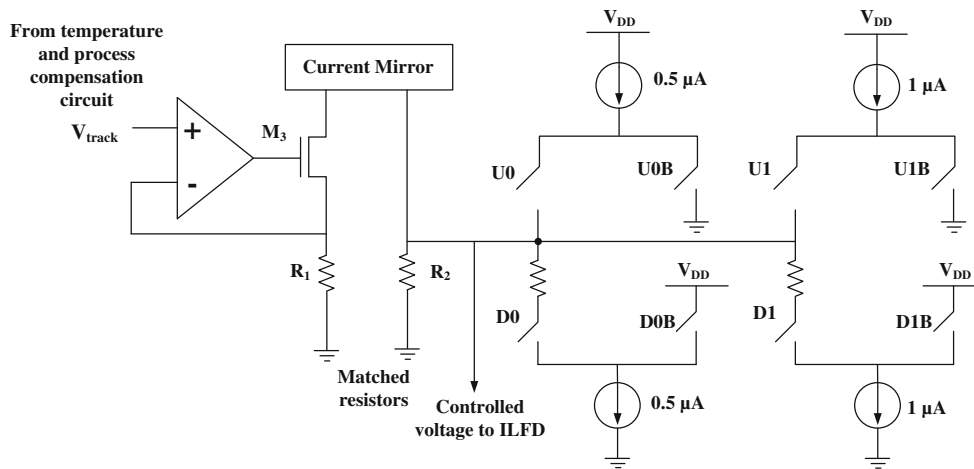 From temperature
and process
compensation
circuit
V_track
+
-
M_3
Current Mirror
R_1
R_2
Matched
resistors
Controlled
voltage to ILFD
V_DD
0.5 µA
U0
U0B
V_DD
1 µA
U1
U1B
D0
V_DD
D0B
0.5 µA
D1
V_DD
D1B
1 µA